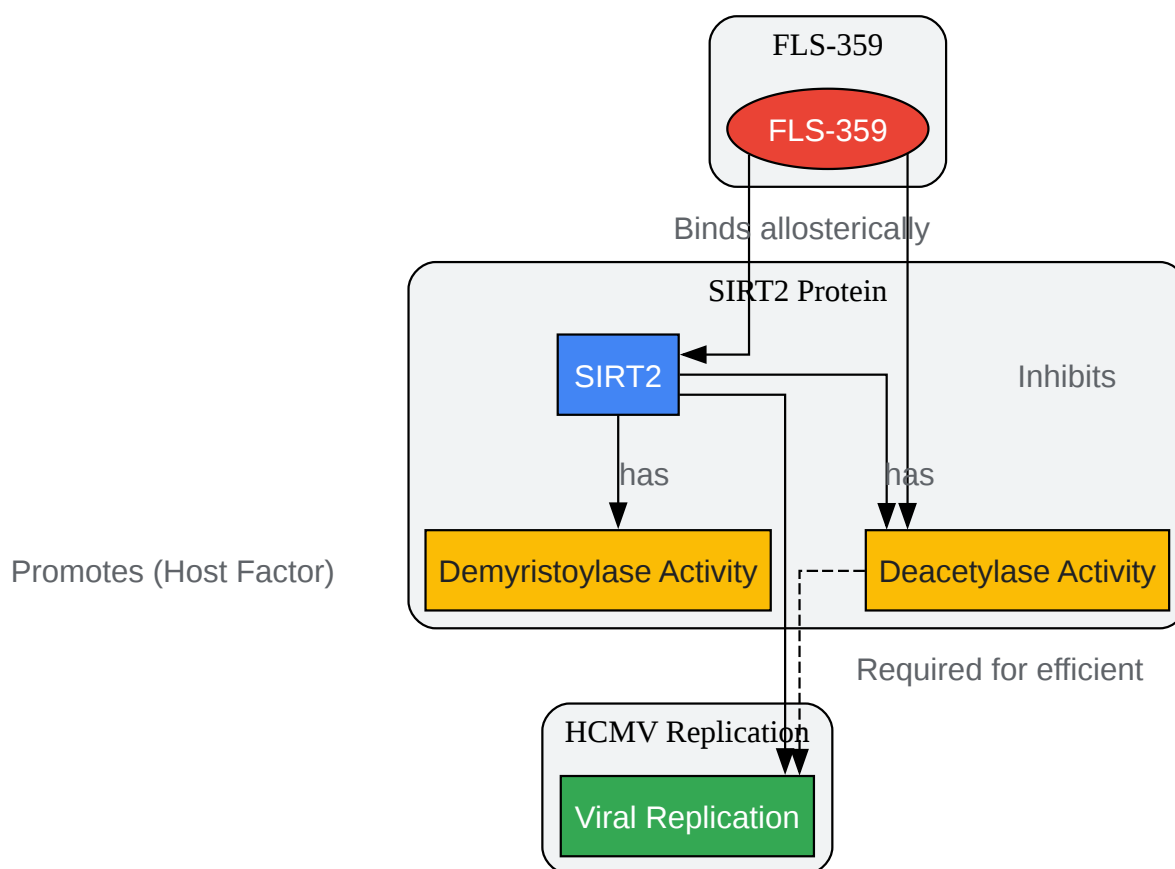 FLS-359
FLS-359
Binds allosterically
SIRT2 Protein
SIRT2
Inhibits
has
has
Demyristoylase Activity
Deacetylase Activity
Promotes (Host Factor)
Required for efficient
HCMV Replication
Viral Replication